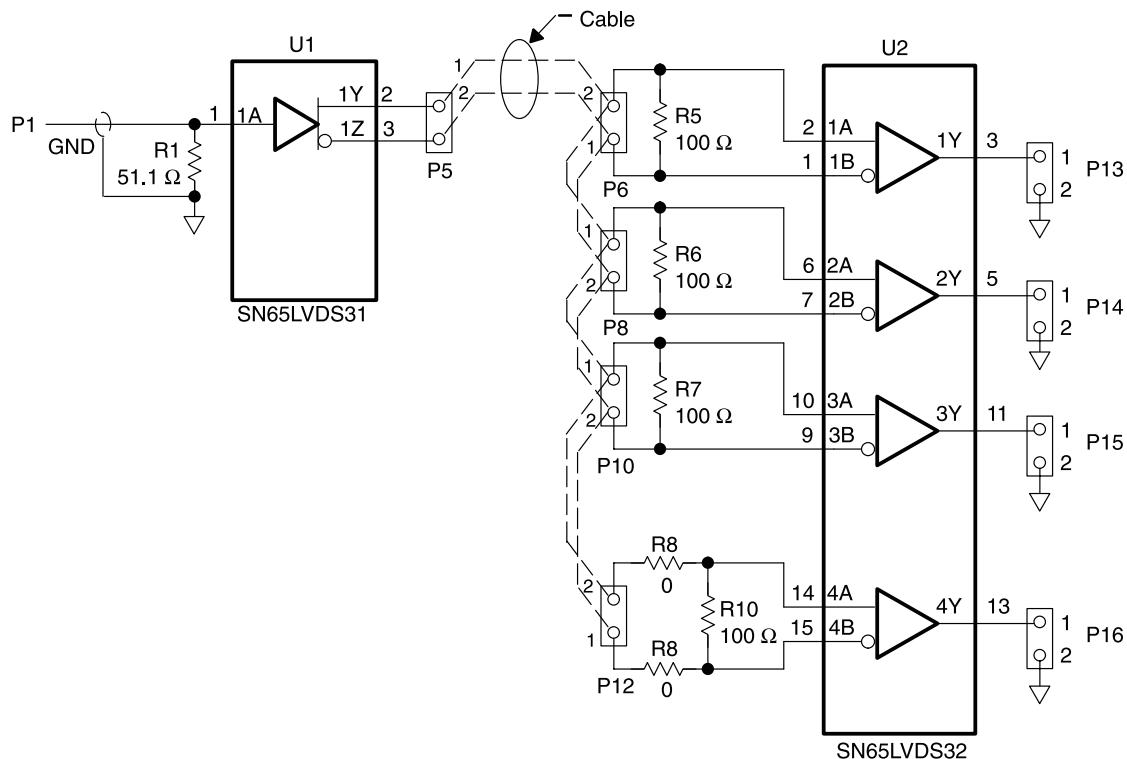 – Cable
U1
U2
P1
GND
R1
51.1 Ω
1
1A
1Y
2
1Z
3
SN65LVDS31
P5
1
2
2
1
P6
R5
100 Ω
2
1A
1
1B
1Y
3
1
2
P13
1
2
P8
R6
100 Ω
6
2A
7
2B
2Y
5
1
2
P14
1
2
P10
R7
100 Ω
10
3A
9
3B
3Y
11
1
2
P15
2
1
P12
R8
0
R10
100 Ω
R8
0
14
4A
15
4B
4Y
13
1
2
P16
SN65LVDS32